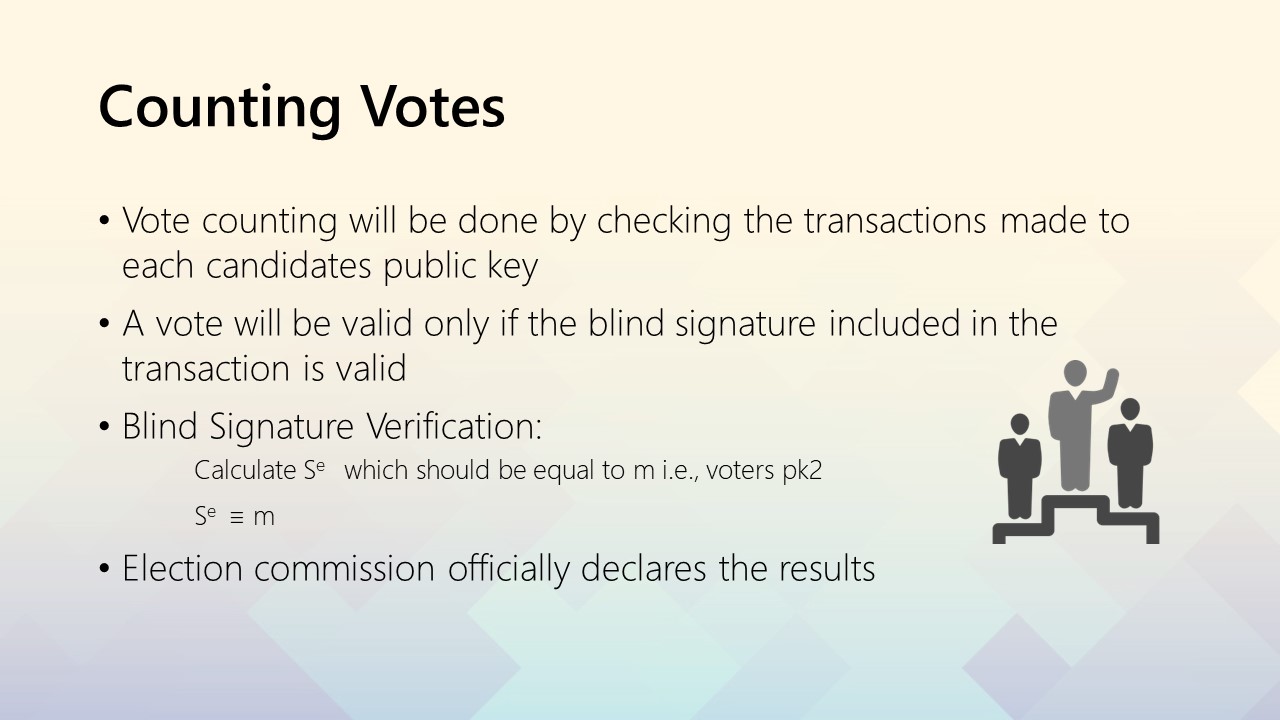 Counting Votes
• Vote counting will be done by checking the transactions made to
each candidates public key
• A vote will be valid only if the blind signature included in the
transaction is valid
• Blind Signature Verification:
Calculate Sᵉ which should be equal to m i.e., voters pk2
Sᵉ ≡ m
• Election commission officially declares the results